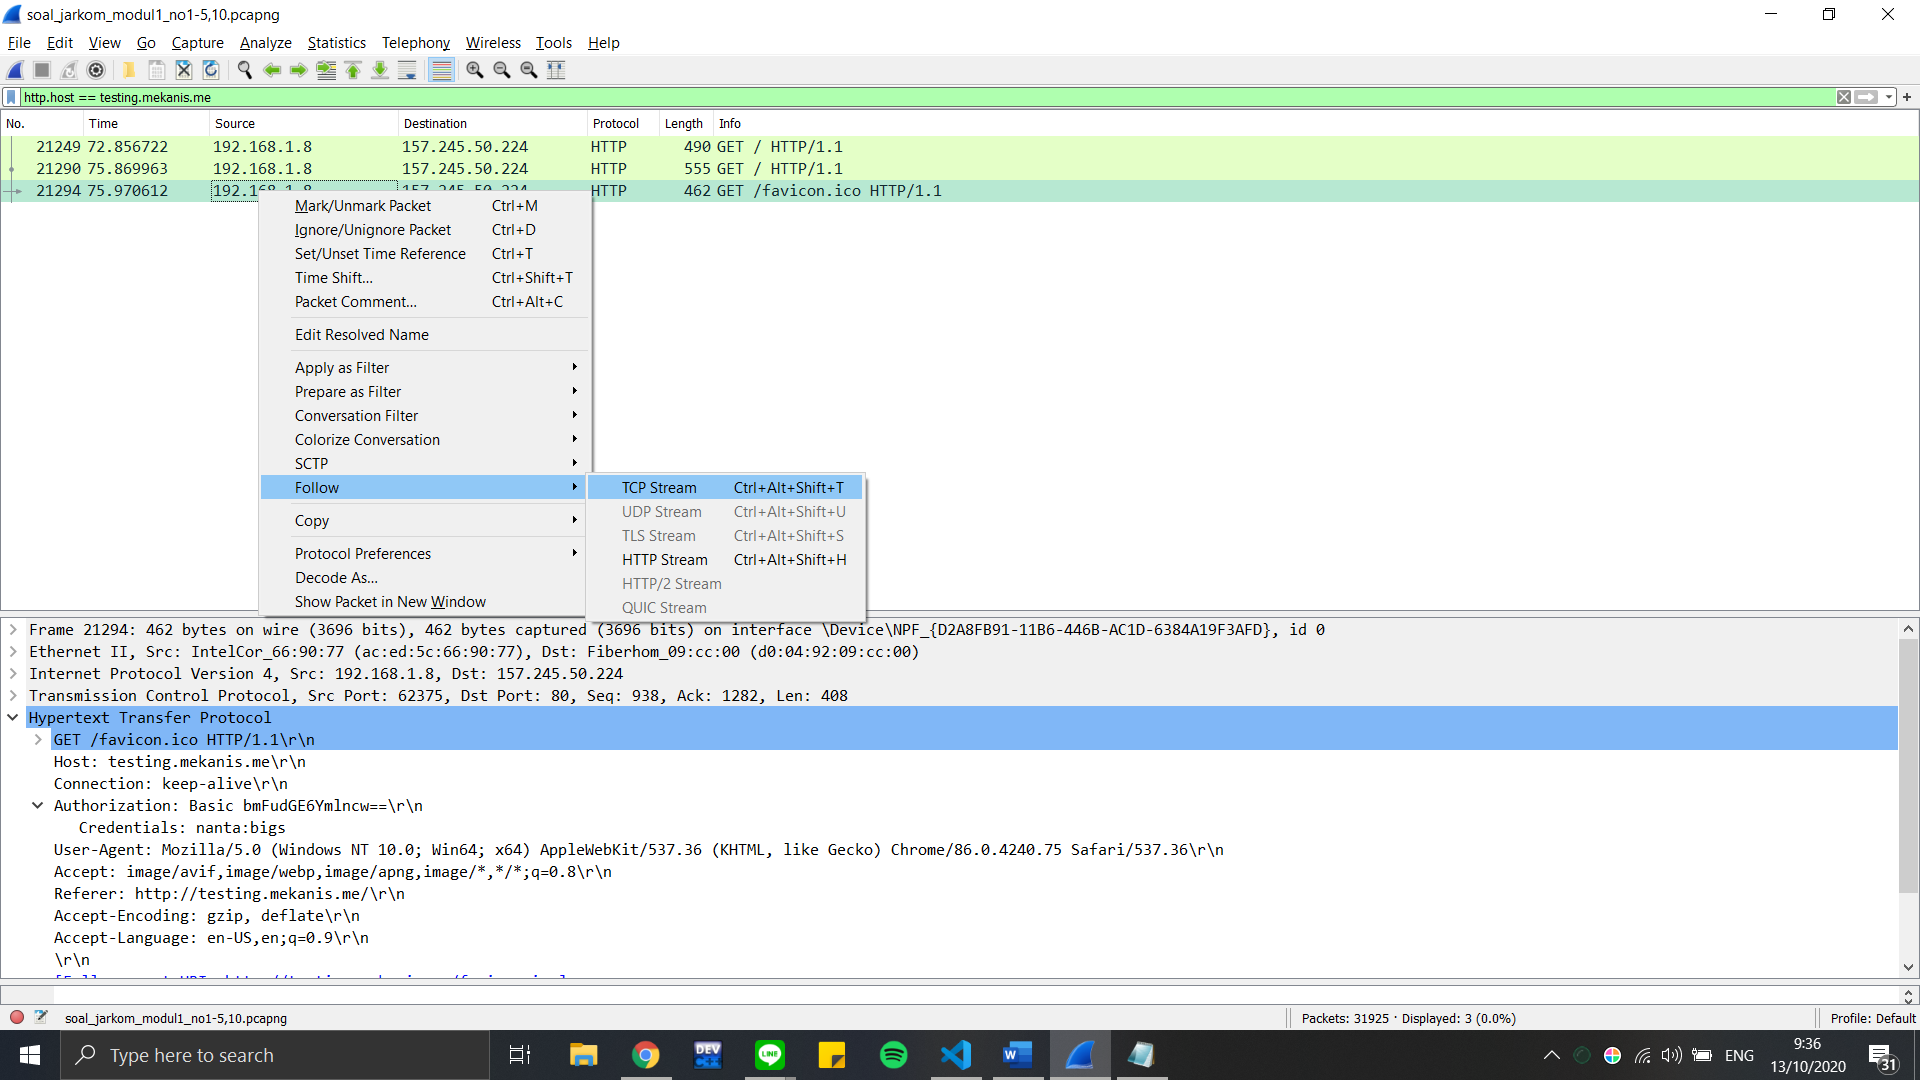 soal_jarkom_modul1_no1-5,10.pcapng
File Edit View Go Capture Analyze Statistics Telephony Wireless Tools Help
http.host == testing.mekanis.me
No. Time Source Destination Protocol Length Info
21249 72.856722 192.168.1.8 157.245.50.224 HTTP 490 GET / HTTP/1.1
21290 75.869963 192.168.1.8 157.245.50.224 HTTP 555 GET / HTTP/1.1
21294 75.970612 192.168.1.8 157.245.50.224 HTTP 462 GET /favicon.ico HTTP/1.1
Mark/Unmark Packet Ctrl+M
Ignore/Unignore Packet Ctrl+D
Set/Unset Time Reference Ctrl+T
Time Shift... Ctrl+Shift+T
Packet Comment... Ctrl+Alt+C
Edit Resolved Name
Apply as Filter
Prepare as Filter
Conversation Filter
Colorize Conversation
SCTP
Follow
Copy
Protocol Preferences
Decode As...
Show Packet in New Window
TCP Stream Ctrl+Alt+Shift+T
UDP Stream Ctrl+Alt+Shift+U
TLS Stream Ctrl+Alt+Shift+S
HTTP Stream Ctrl+Alt+Shift+H
HTTP/2 Stream
QUIC Stream
Frame 21294: 462 bytes on wire (3696 bits), 462 bytes captured (3696 bits) on interface \Device\NPF_{D2A8FB91-11B6-446B-AC1D-6384A19F3AFD}, id 0
Ethernet II, Src: IntelCor_66:90:77 (ac:ed:5c:66:90:77), Dst: Fiberhom_09:cc:00 (d0:04:92:09:cc:00)
Internet Protocol Version 4, Src: 192.168.1.8, Dst: 157.245.50.224
Transmission Control Protocol, Src Port: 62375, Dst Port: 80, Seq: 938, Ack: 1282, Len: 408
Hypertext Transfer Protocol
GET /favicon.ico HTTP/1.1\r\n
Host: testing.mekanis.me\r\n
Connection: keep-alive\r\n
Authorization: Basic bmFudGE6Ymlncw==\r\n
Credentials: nanta:bigs
User-Agent: Mozilla/5.0 (Windows NT 10.0; Win64; x64) AppleWebKit/537.36 (KHTML, like Gecko) Chrome/86.0.4240.75 Safari/537.36\r\n
Accept: image/avif,image/webp,image/apng,image/*,*/*;q=0.8\r\n
Referer: http://testing.mekanis.me/\r\n
Accept-Encoding: gzip, deflate\r\n
Accept-Language: en-US,en;q=0.9\r\n
\r\n
soal_jarkom_modul1_no1-5,10.pcapng
Packets: 31925 · Displayed: 3 (0.0%)
Profile: Default
Type here to search
DEV
C++
LINE
W
ENG
9:36
13/10/2020
31